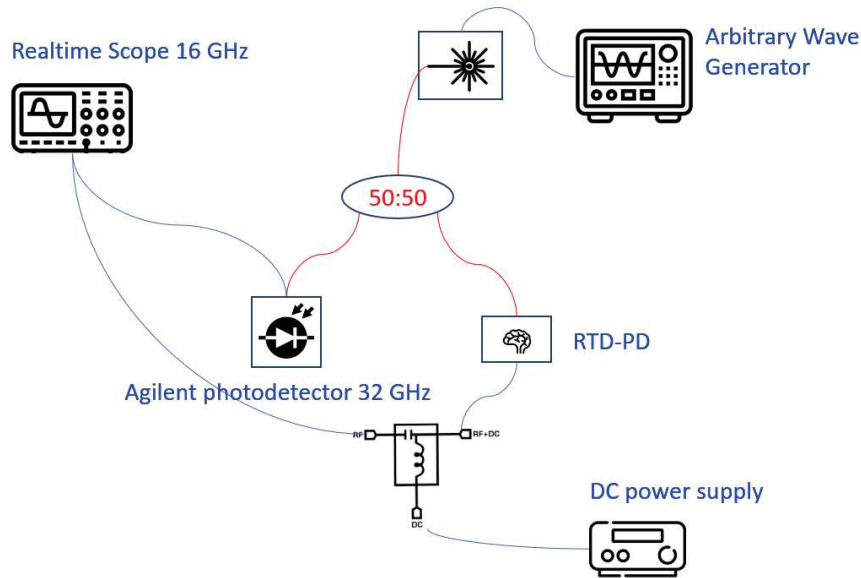 Realtime Scope 16 GHz
Arbitrary Wave
Generator
50:50
RTD-PD
Agilent photodetector 32 GHz
RF
RF+DC
DC
DC power supply